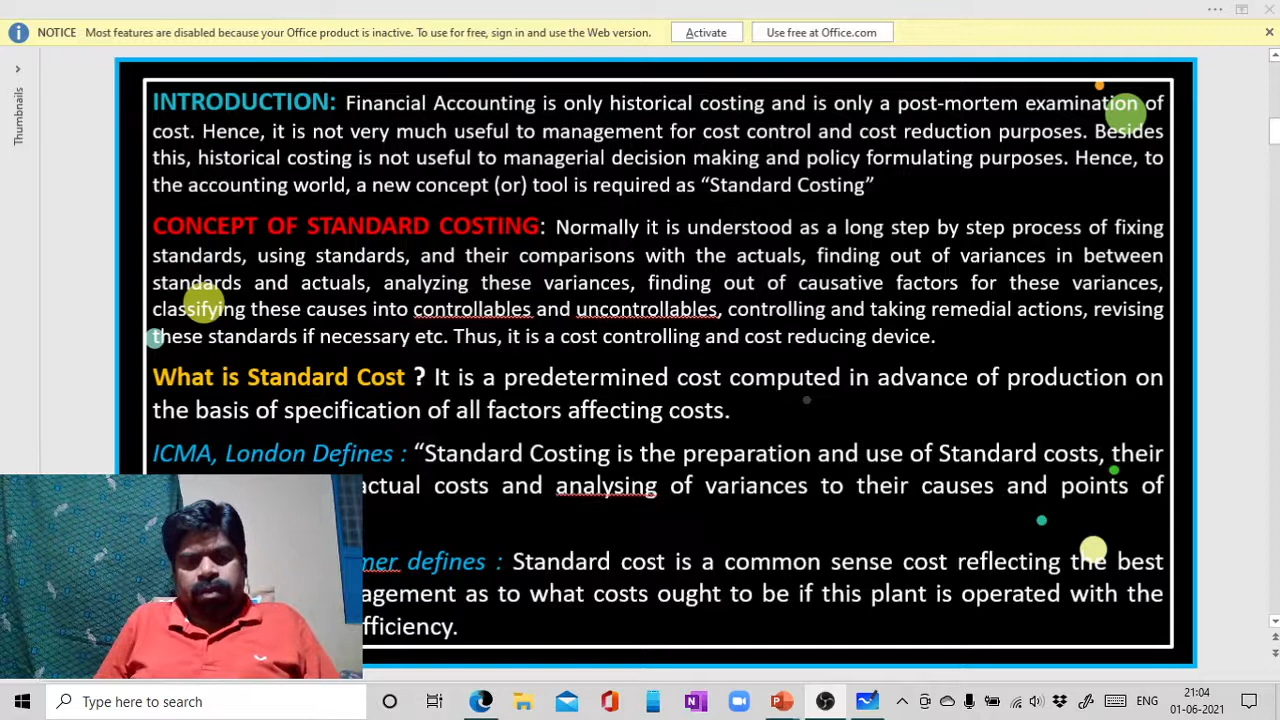 NOTICE Most features are disabled because your Office product is inactive. To use for free, sign in and use the Web version. Activate Use free at Office.com
Thumbnails
INTRODUCTION: Financial Accounting is only historical costing and is only a post-mortem examination of
cost. Hence, it is not very much useful to management for cost control and cost reduction purposes. Besides
this, historical costing is not useful to managerial decision making and policy formulating purposes. Hence, to
the accounting world, a new concept (or) tool is required as “Standard Costing”
CONCEPT OF STANDARD COSTING: Normally it is understood as a long step by step process of fixing
standards, using standards, and their comparisons with the actuals, finding out of variances in between
standards and actuals, analyzing these variances, finding out of causative factors for these variances,
classifying these causes into controllables and uncontrollables, controlling and taking remedial actions, revising
these standards if necessary etc. Thus, it is a cost controlling and cost reducing device.
What is Standard Cost ? It is a predetermined cost computed in advance of production on
the basis of specification of all factors affecting costs.
ICMA, London Defines : “Standard Costing is the preparation and use of Standard costs, their
actual costs and analysing of variances to their causes and points of
defines : Standard cost is a common sense cost reflecting the best
as to what costs ought to be if this plant is operated with the
Type here to search
ENG
21:04
01-06-2021